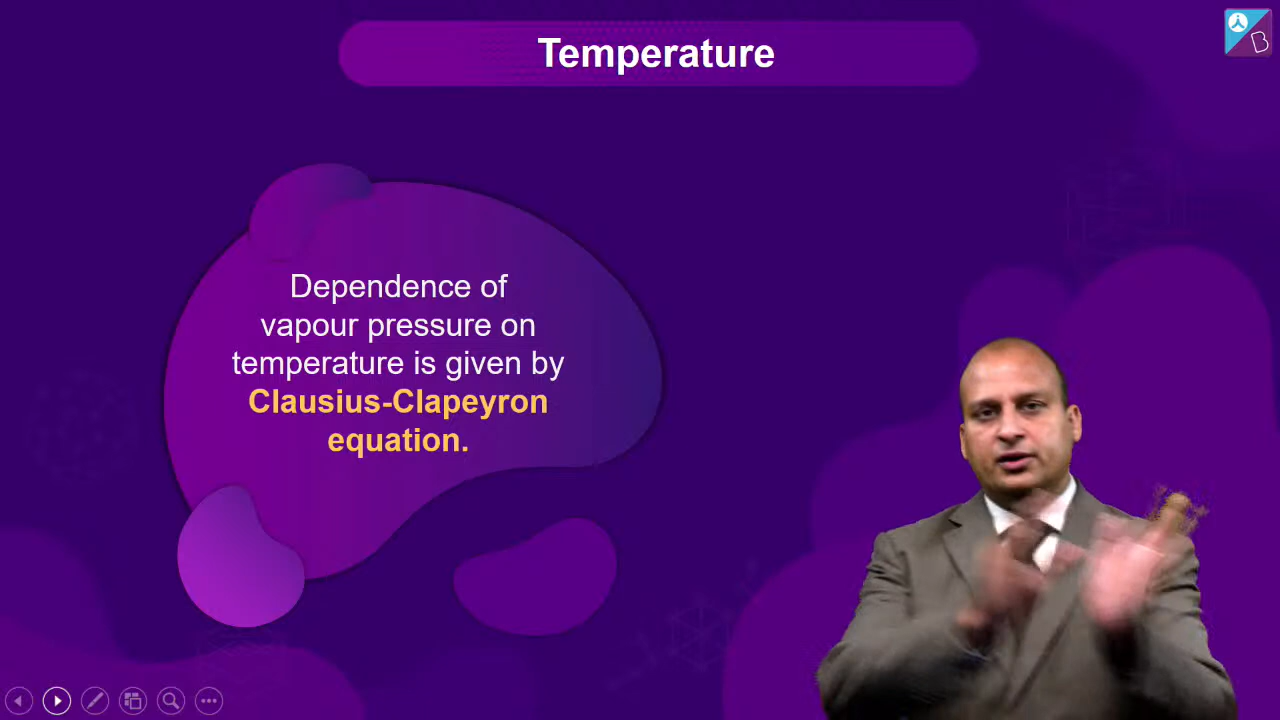 Temperature
Dependence of
vapour pressure on
temperature is given by
Clausius-Clapeyron
equation.
B